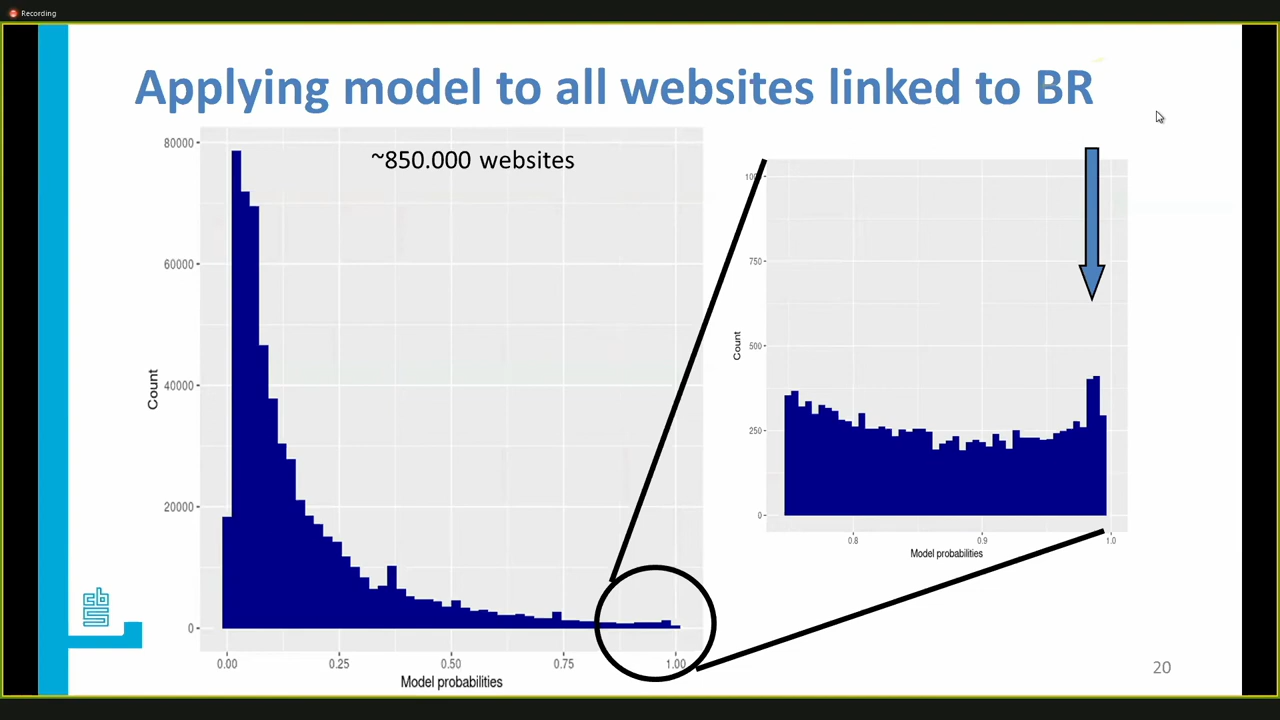 Recording
Applying model to all websites linked to BR
~850.000 websites
80000
60000
40000
20000
0
Count
0.00
0.25
0.50
0.75
1.00
Model probabilities
750
500
250
0
Count
0.8
0.9
1.0
Model probabilities
cbs
20